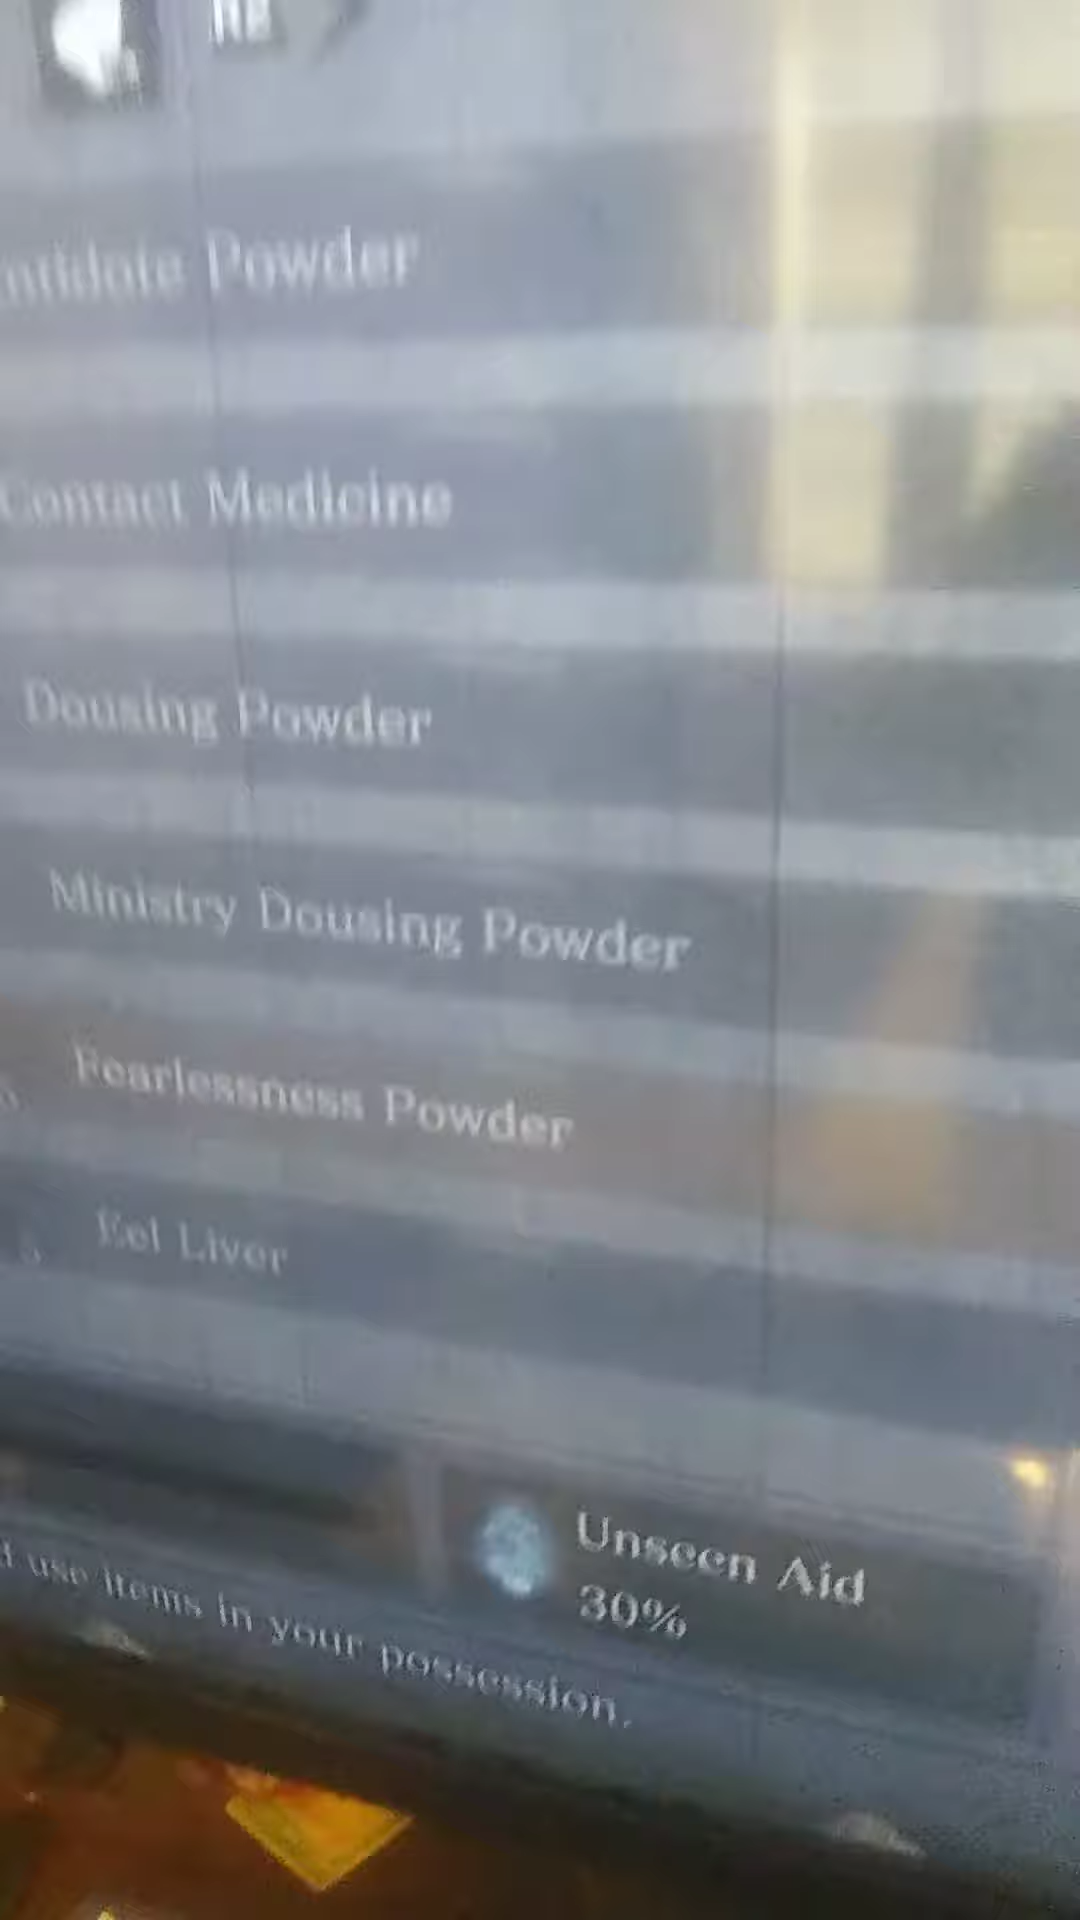 Powder
Contact Medicine
Dousing Powder
Ministry Dousing Powder
Fearlessness Powder
Eel Liver
Unseen Aid
30%
use items in your possession.